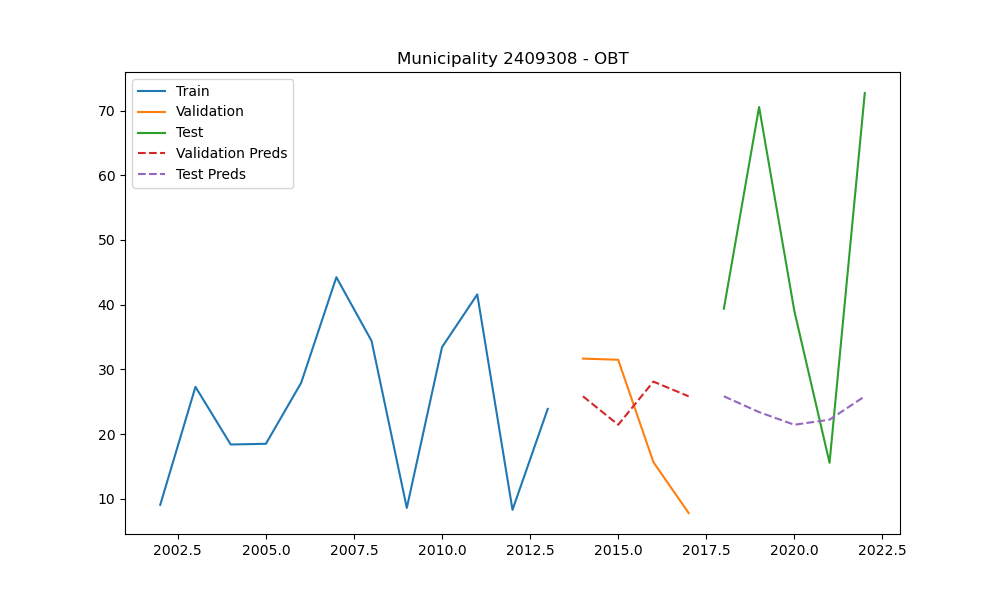 Municipality 2409308 - OBT
Train
Validation
Test
Validation Preds
Test Preds
70
60
50
40
30
20
10
2002.5 2005.0 2007.5 2010.0 2012.5 2015.0 2017.5 2020.0 2022.5